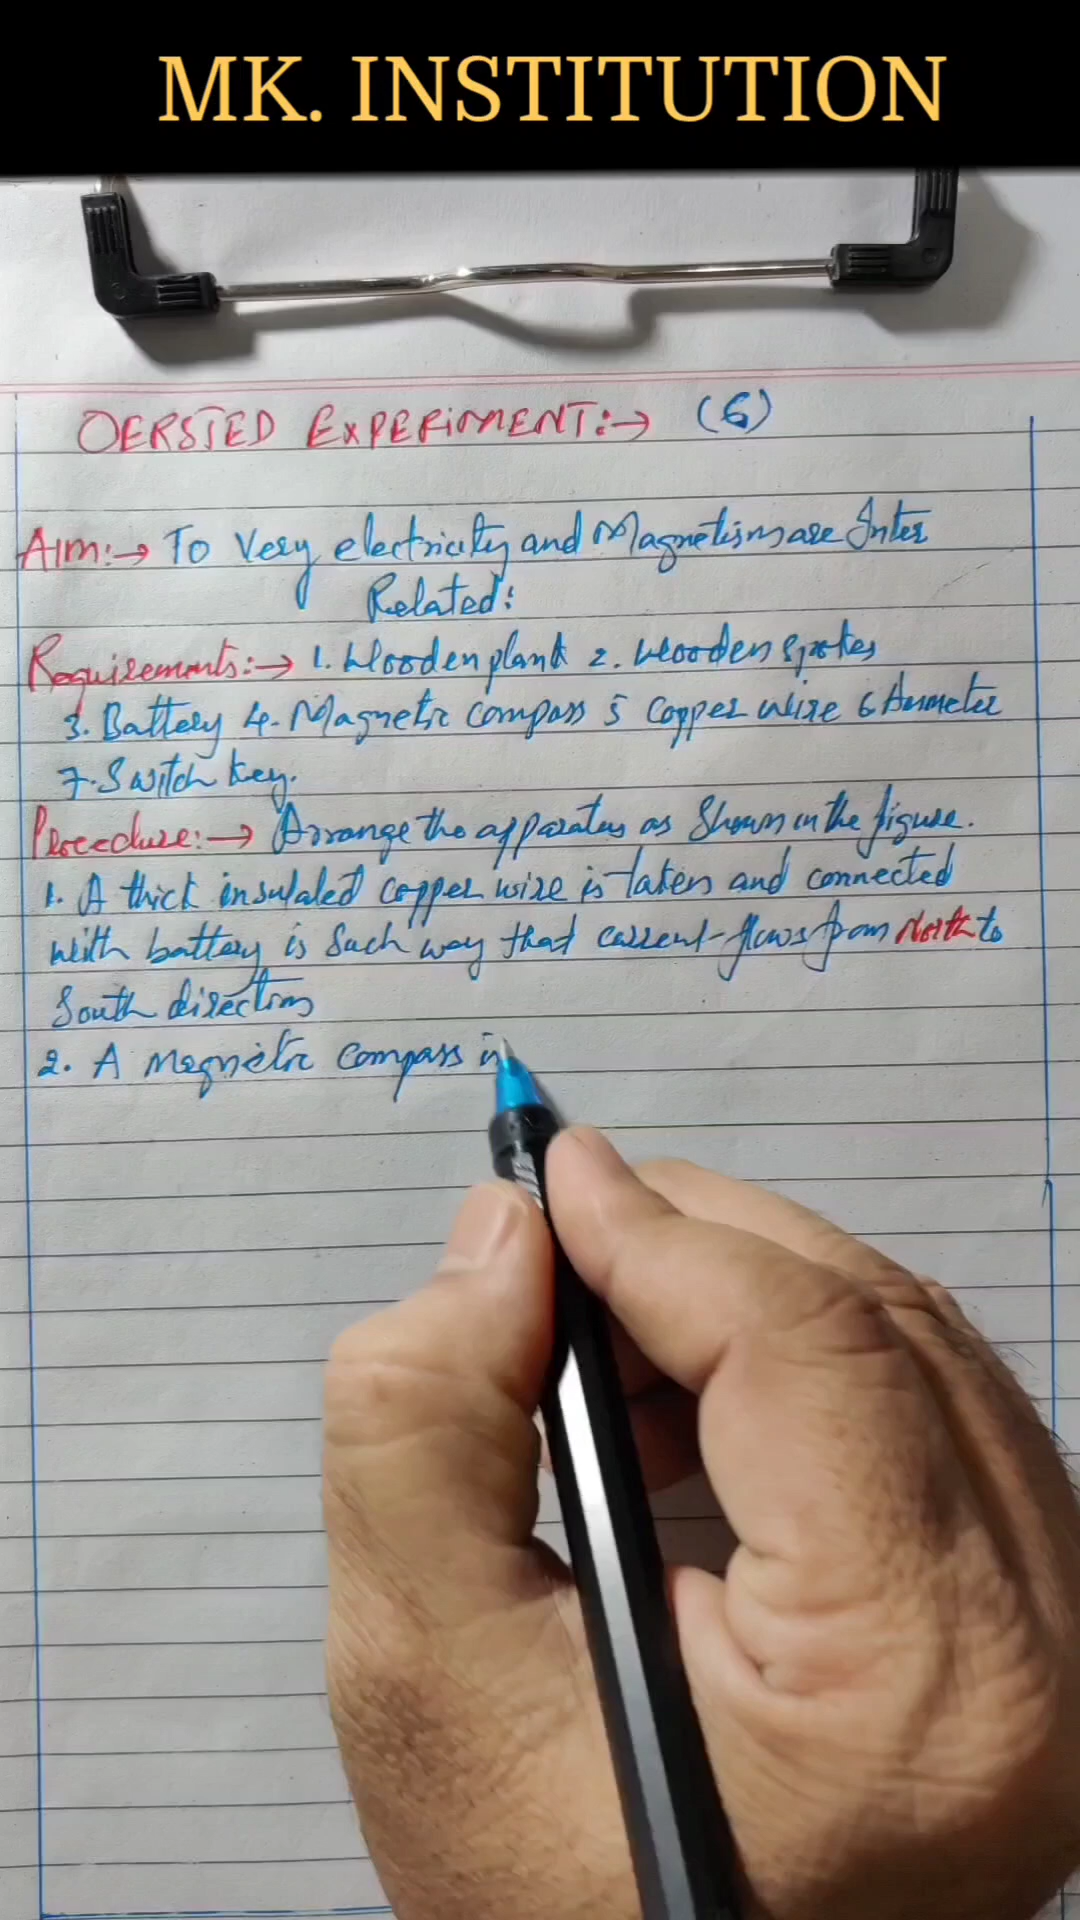 MK. INSTITUTION
OERSTED EXPERIMENT:→ (6)
AIM:→ To Very electricity and Magnetism are Inter
Related:
Requirements:→ 1. Wooden plank 2. Wooden spokes
3. Battery 4. Magnetic compass 5 Copper wire 6 Ammeter
7. Switch key.
Procedure:→ Arrange the apparatus as Shown in the figure.
1. A thick insulated copper wire is taken and connected
with battery is Such way that current flows from North to
South direction
2. A Magnetic Compass in